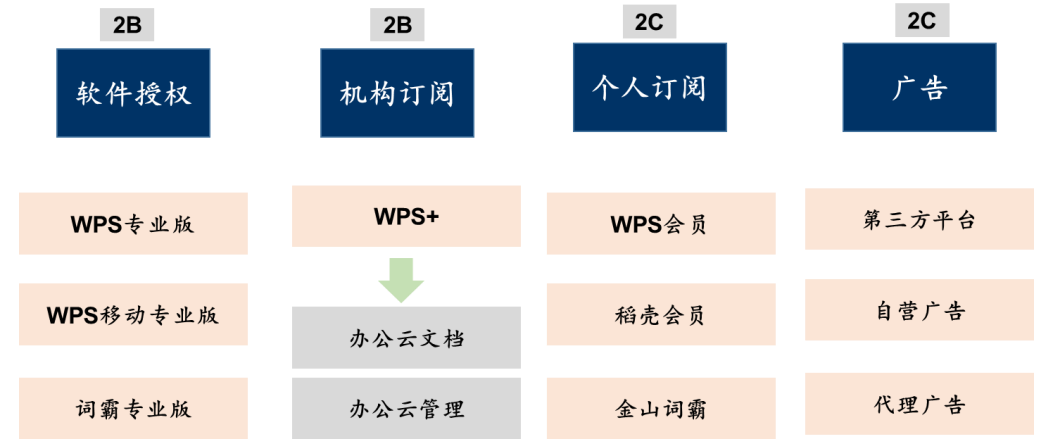 2B
软件授权
WPS专业版
WPS移动专业版
词霸专业版
2B
机构订阅
WPS+
办公云文档
办公云管理
2C
个人订阅
WPS会员
稻壳会员
金山词霸
2C
广告
第三方平台
自营广告
代理广告